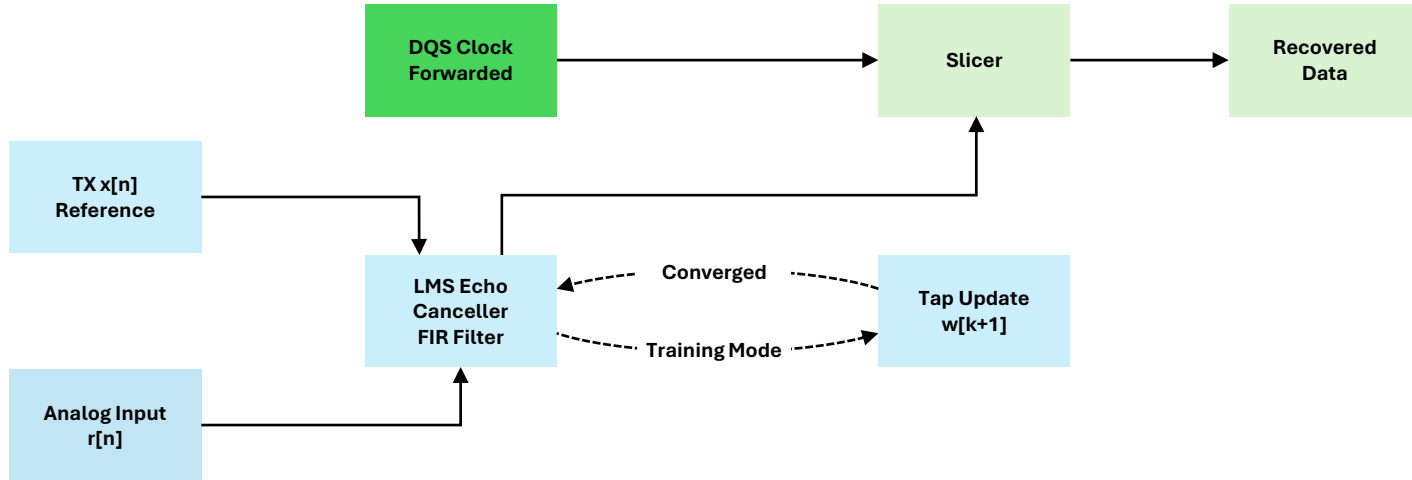 DQS Clock
Forwarded
Slicer
Recovered
Data
TX x[n]
Reference
LMS Echo
Canceller
FIR Filter
Converged
Training Mode
Tap Update
w[k+1]
Analog Input
r[n]